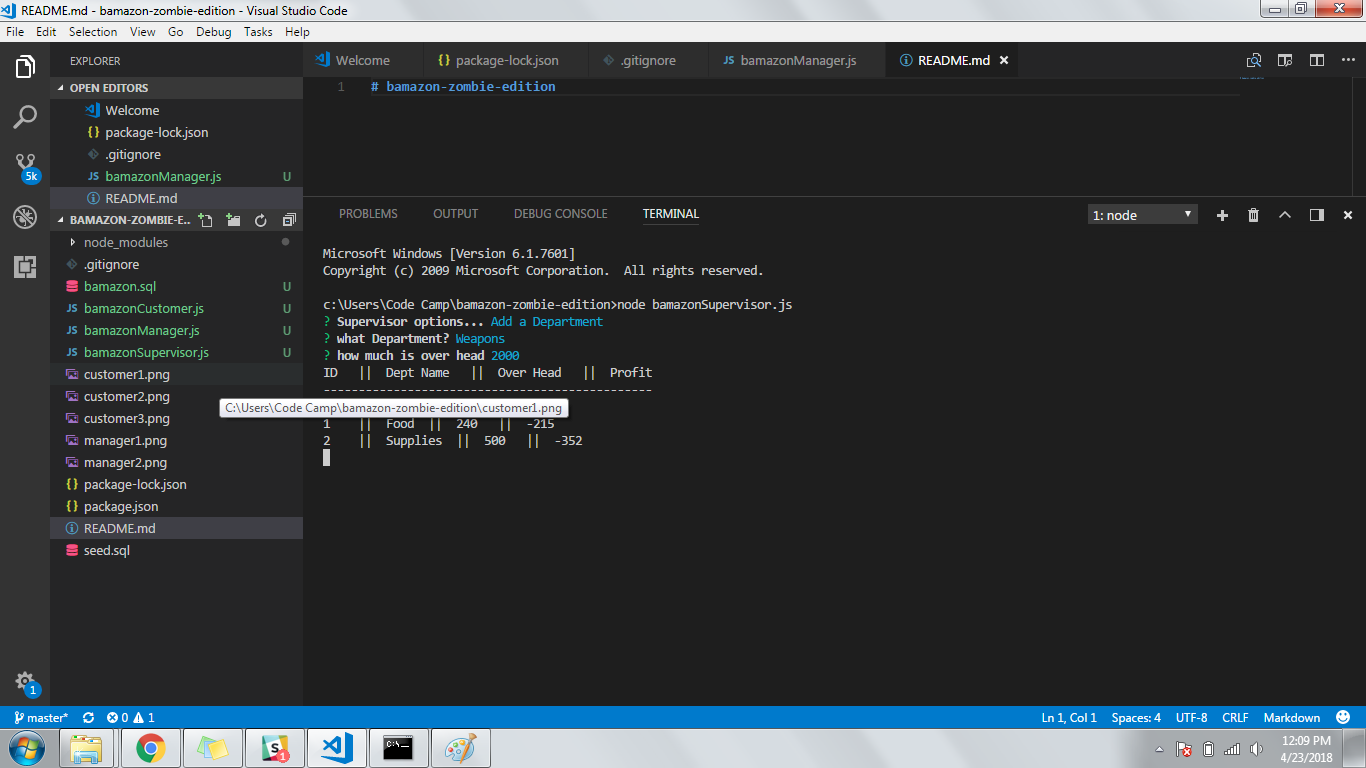 README.md - bamazon-zombie-edition - Visual Studio Code
File Edit Selection View Go Debug Tasks Help
EXPLORER
OPEN EDITORS
Welcome
{} package-lock.json
.gitignore
JS bamazonManager.js U
README.md
BAMAZON-ZOMBIE-E..
node_modules
.gitignore
bamazon.sql U
JS bamazonCustomer.js U
JS bamazonManager.js U
JS bamazonSupervisor.js U
customer1.png
customer2.png
customer3.png
manager1.png
manager2.png
{} package-lock.json
{} package.json
README.md
seed.sql
5k
1
Welcome {} package-lock.json .gitignore JS bamazonManager.js README.md
1 # bamazon-zombie-edition
PROBLEMS OUTPUT DEBUG CONSOLE TERMINAL 1: node
Microsoft Windows [Version 6.1.7601]
Copyright (c) 2009 Microsoft Corporation. All rights reserved.
c:\Users\Code Camp\bamazon-zombie-edition>node bamazonSupervisor.js
? Supervisor options... Add a Department
? what Department? Weapons
? how much is over head 2000
ID || Dept Name || Over Head || Profit
-----------------------------------------------
C:\Users\Code Camp\bamazon-zombie-edition\customer1.png
1 || Food || 240 || -215
2 || Supplies || 500 || -352
master* 0 1 Ln 1, Col 1 Spaces: 4 UTF-8 CRLF Markdown
S 1
C:\_
12:09 PM
4/23/2018